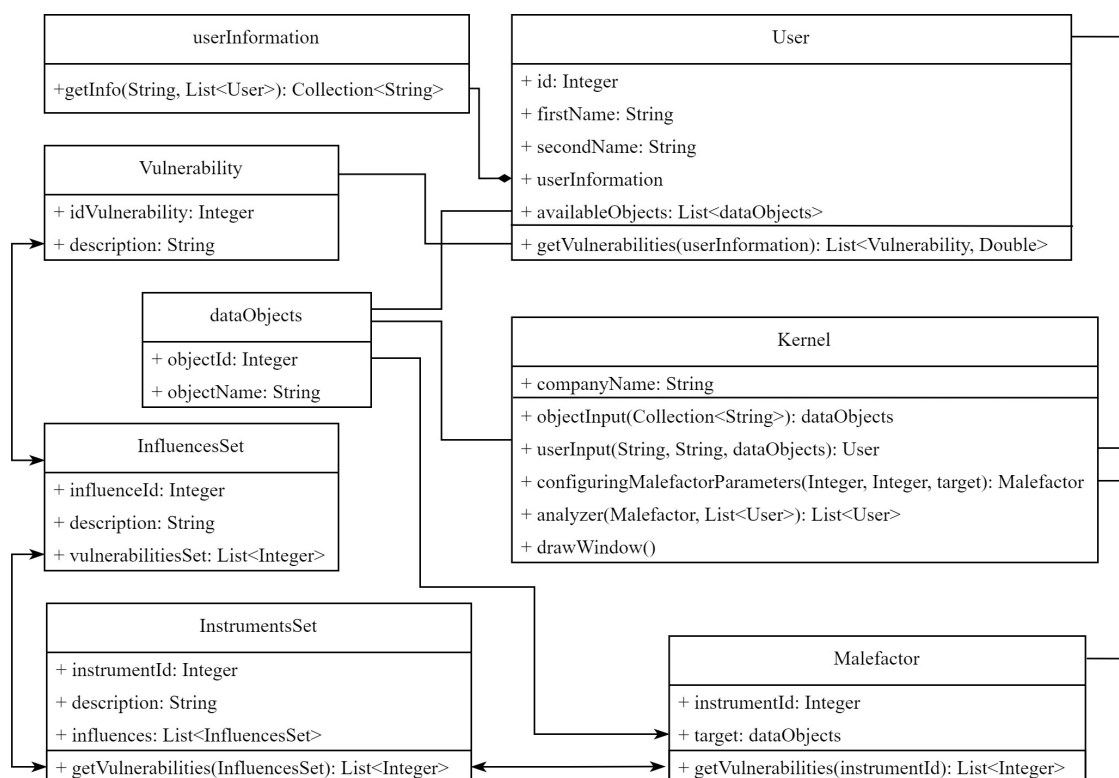 userInformation
+getInfo(String, List<User>): Collection<String>
User
+ id: Integer
+ firstName: String
+ secondName: String
+ userInformation
+ availableObjects: List<dataObjects>
+ getVulnerabilities(userInformation): List<Vulnerability, Double>
Vulnerability
+ idVulnerability: Integer
+ description: String
dataObjects
+ objectId: Integer
+ objectName: String
Kernel
+ companyName: String
+ objectInput(Collection<String>): dataObjects
+ userInput(String, String, dataObjects): User
+ configuringMalefactorParameters(Integer, Integer, target): Malefactor
+ analyzer(Malefactor, List<User>): List<User>
+ drawWindow()
InfluencesSet
+ influenceId: Integer
+ description: String
+ vulnerabilitiesSet: List<Integer>
InstrumentsSet
+ instrumentId: Integer
+ description: String
+ influences: List<InfluencesSet>
+ getVulnerabilities(InfluencesSet): List<Integer>
Malefactor
+ instrumentId: Integer
+ target: dataObjects
+ getVulnerabilities(instrumentId): List<Integer>